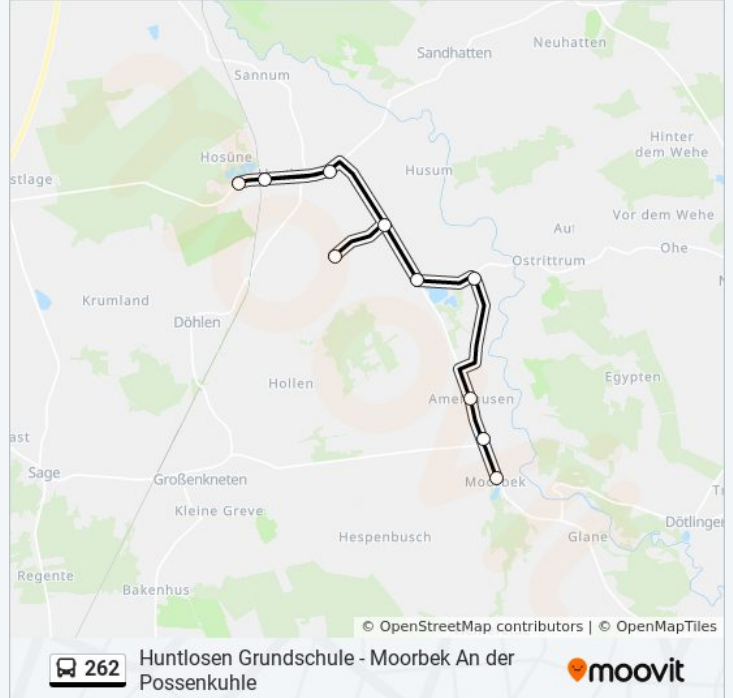 Neuhatten
Sandhatten
Sannum
Hinter
dem Wehe
Hosüne
Husum
stlage
Vor dem Wehe
Auf
Ohe
Ostrittrum
Krumland
Döhlen
Egypten
Hollen
Amelhausen
ast
Sage
Großenkneten
Moorbek
Kleine Greve
Dötlinger
Hespenbusch
Glane
Regente
Bakenhus
© OpenStreetMap contributors | © OpenMapTiles
262
Huntlosen Grundschule - Moorbek An der
Possenkuhle
moovit